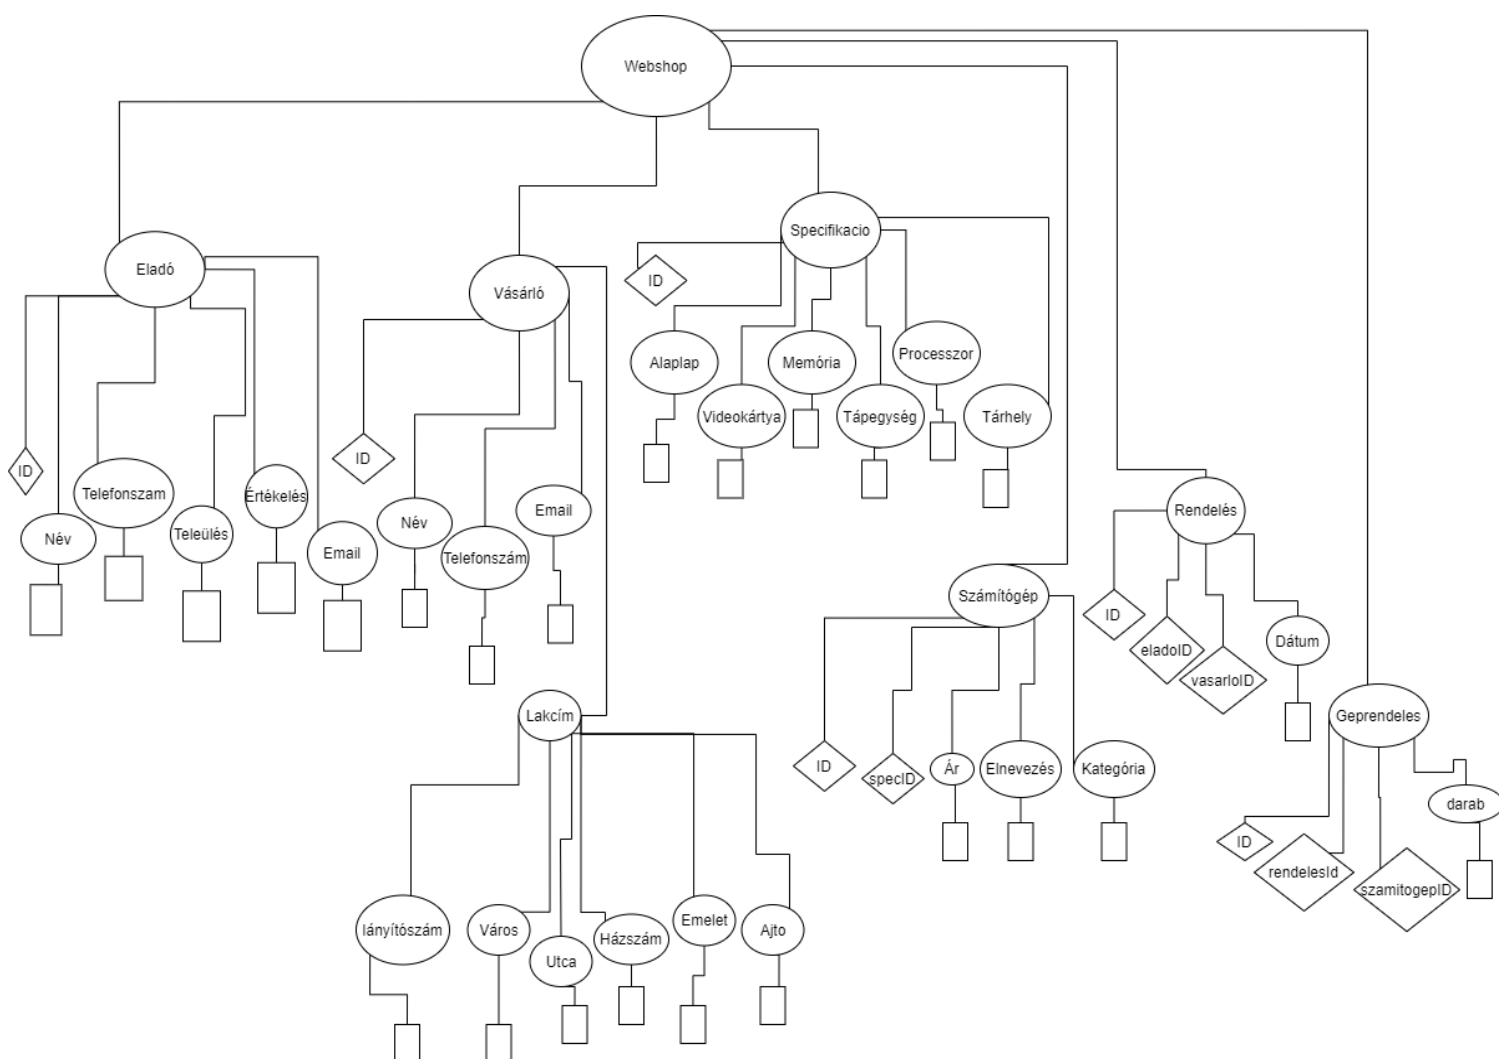 Webshop
Eladó
Vásárló
Specifikacio
ID
Alaplap
Videokártya
Memória
Tápegység
Processzor
Tárhely
ID
Név
Telefonszam
Teleülés
Értékelés
Email
ID
Név
Telefonszám
Email
Lakcím
Iányítószám
Város
Utca
Házszám
Emelet
Ajto
Számítógép
ID
specID
Ár
Elnevezés
Kategória
Rendelés
ID
eladoID
vasarloID
Dátum
Geprendeles
ID
rendelesId
szamitogepID
darab